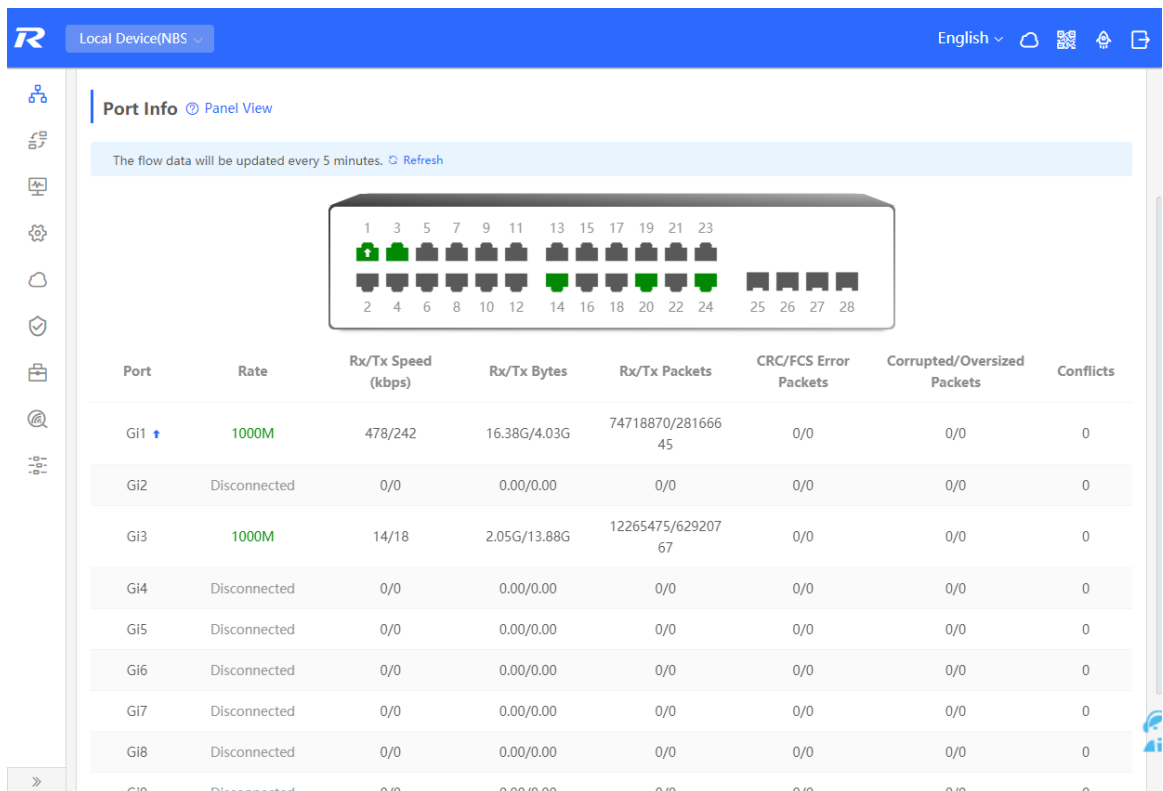 Local Device(NBS
English
Port Info Panel View
The flow data will be updated every 5 minutes. Refresh
1 3 5 7 9 11 13 15 17 19 21 23
2 4 6 8 10 12 14 16 18 20 22 24 25 26 27 28
Port Rate Rx/Tx Speed (kbps) Rx/Tx Bytes Rx/Tx Packets CRC/FCS Error Packets Corrupted/Oversized Packets Conflicts
Gi1 1000M 478/242 16.38G/4.03G 74718870/28166645 0/0 0/0 0
Gi2 Disconnected 0/0 0.00/0.00 0/0 0/0 0/0 0
Gi3 1000M 14/18 2.05G/13.88G 12265475/62920767 0/0 0/0 0
Gi4 Disconnected 0/0 0.00/0.00 0/0 0/0 0/0 0
Gi5 Disconnected 0/0 0.00/0.00 0/0 0/0 0/0 0
Gi6 Disconnected 0/0 0.00/0.00 0/0 0/0 0/0 0
Gi7 Disconnected 0/0 0.00/0.00 0/0 0/0 0/0 0
Gi8 Disconnected 0/0 0.00/0.00 0/0 0/0 0/0 0